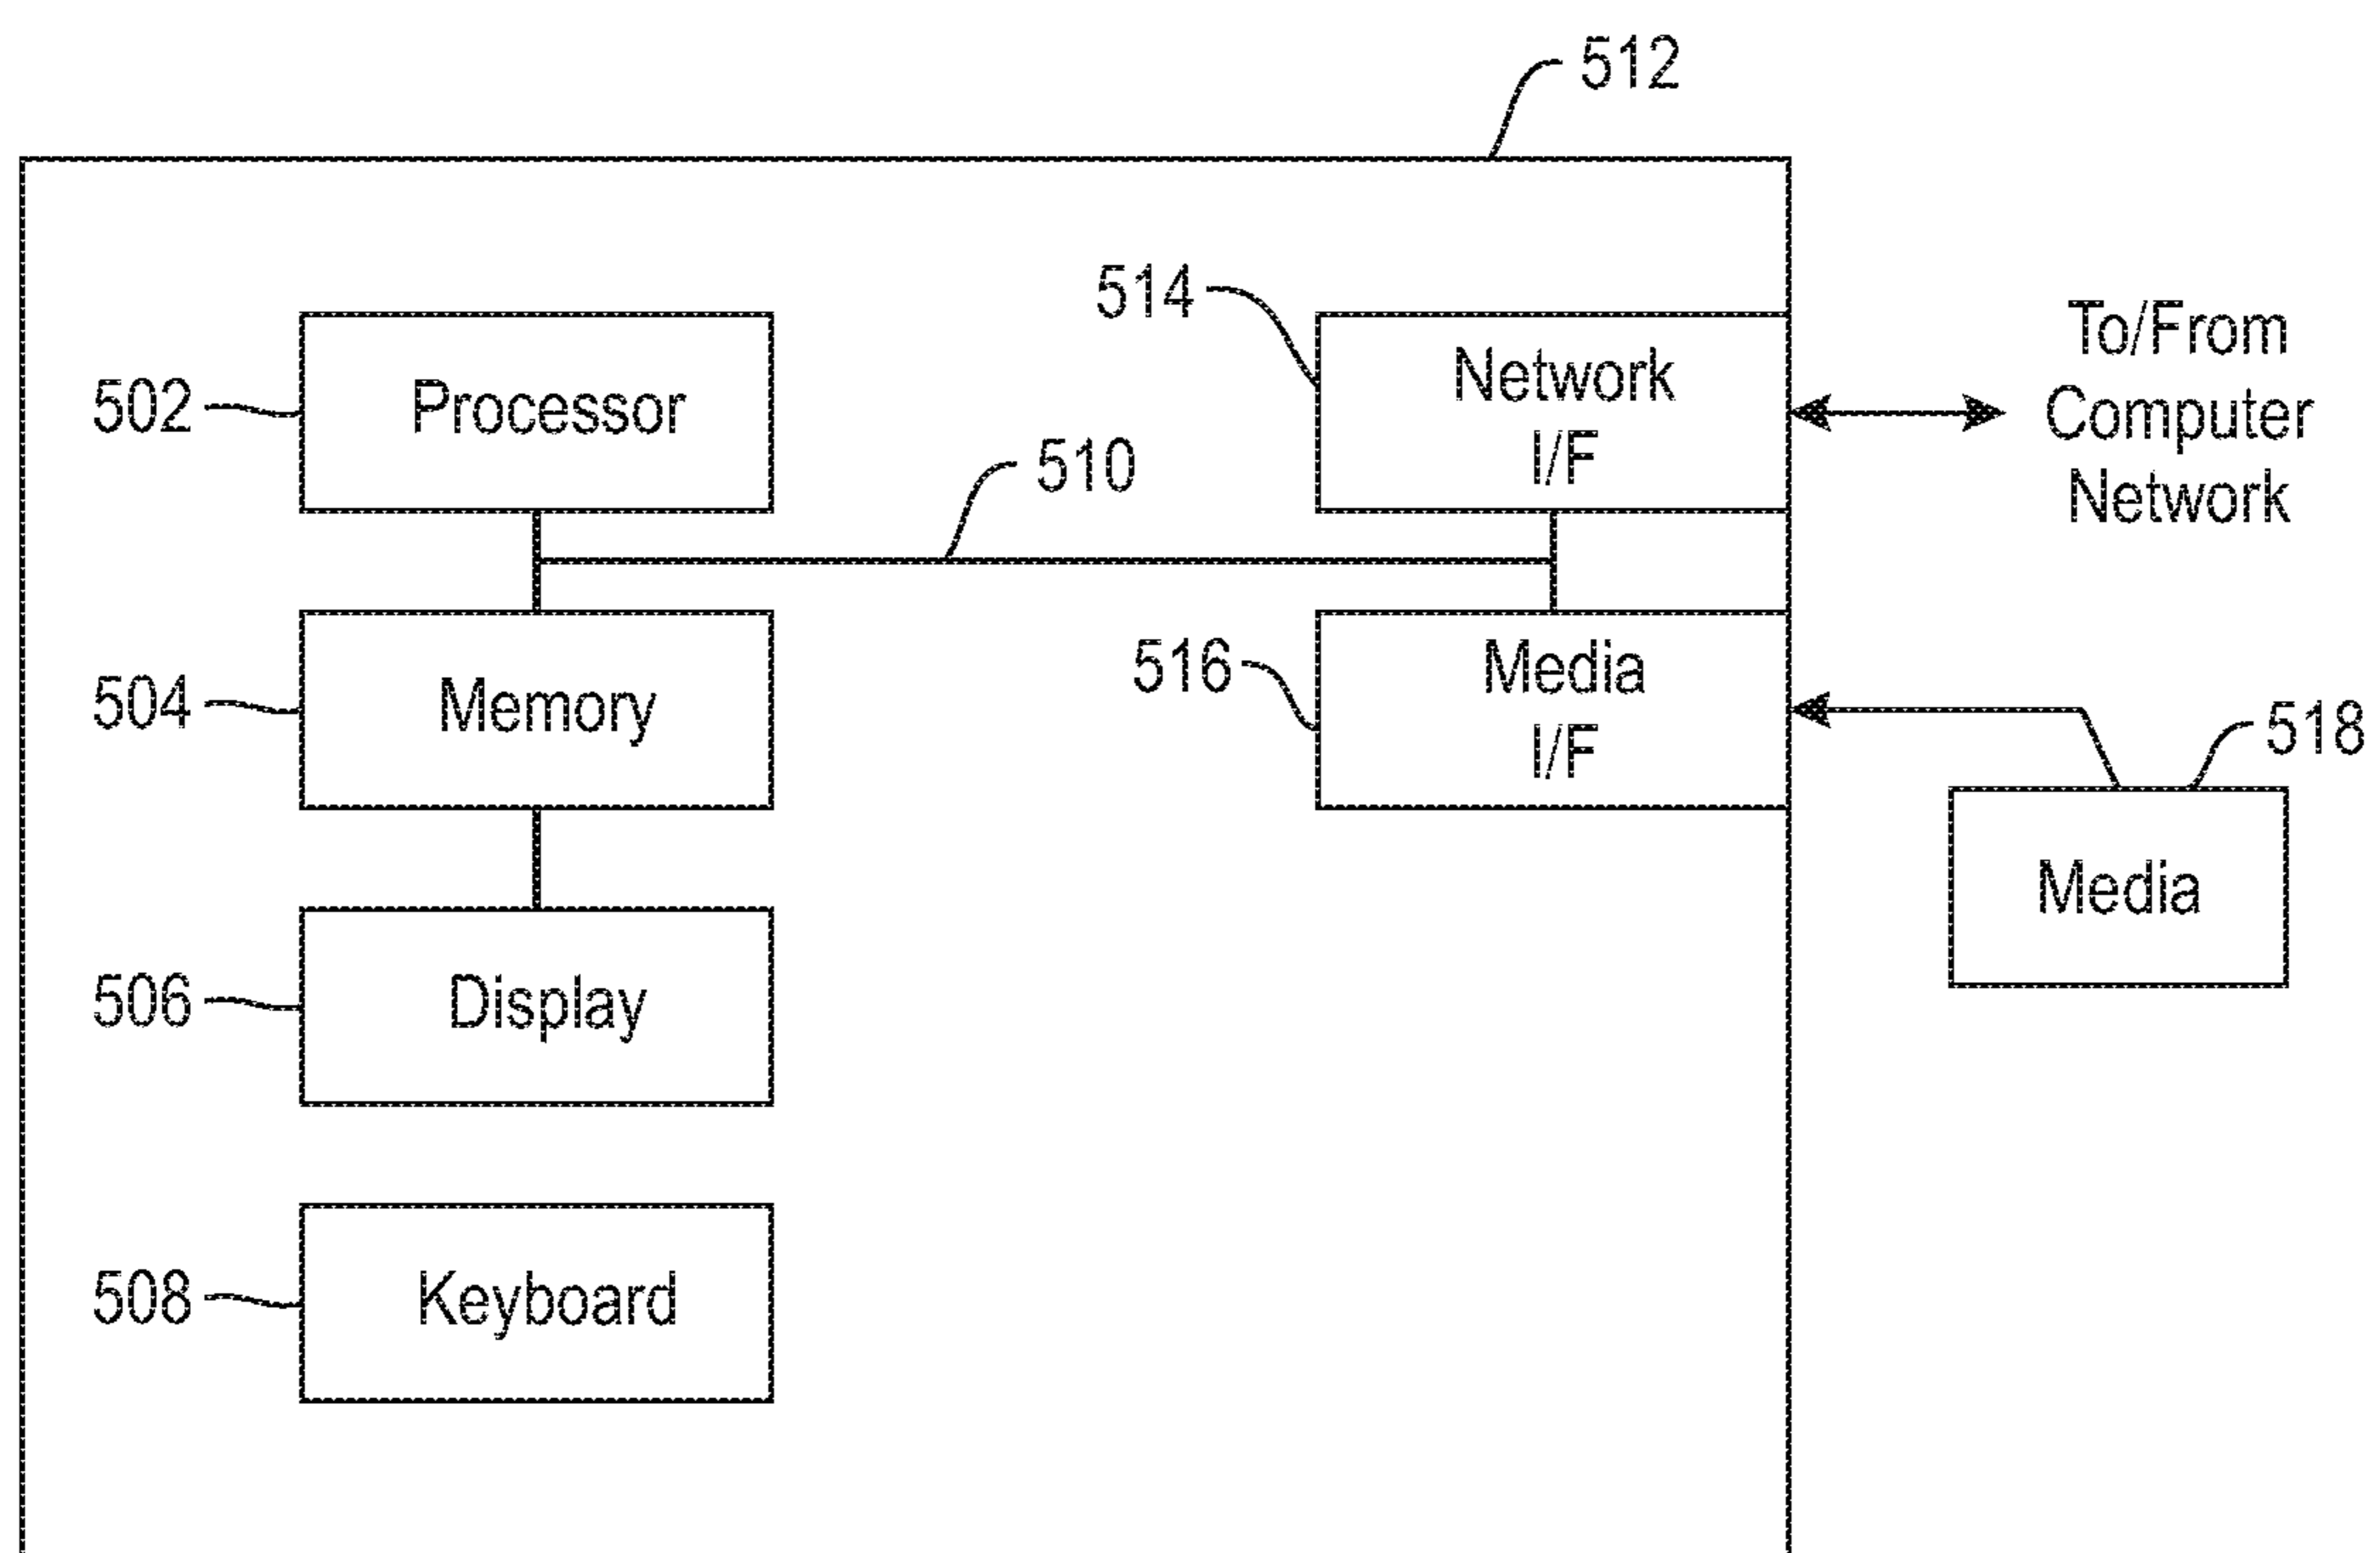 512
514
502
Processor
Network
I/F
To/From
Computer
Network
510
504
Memory
516
Media
I/F
518
Media
506
Display
508
Keyboard